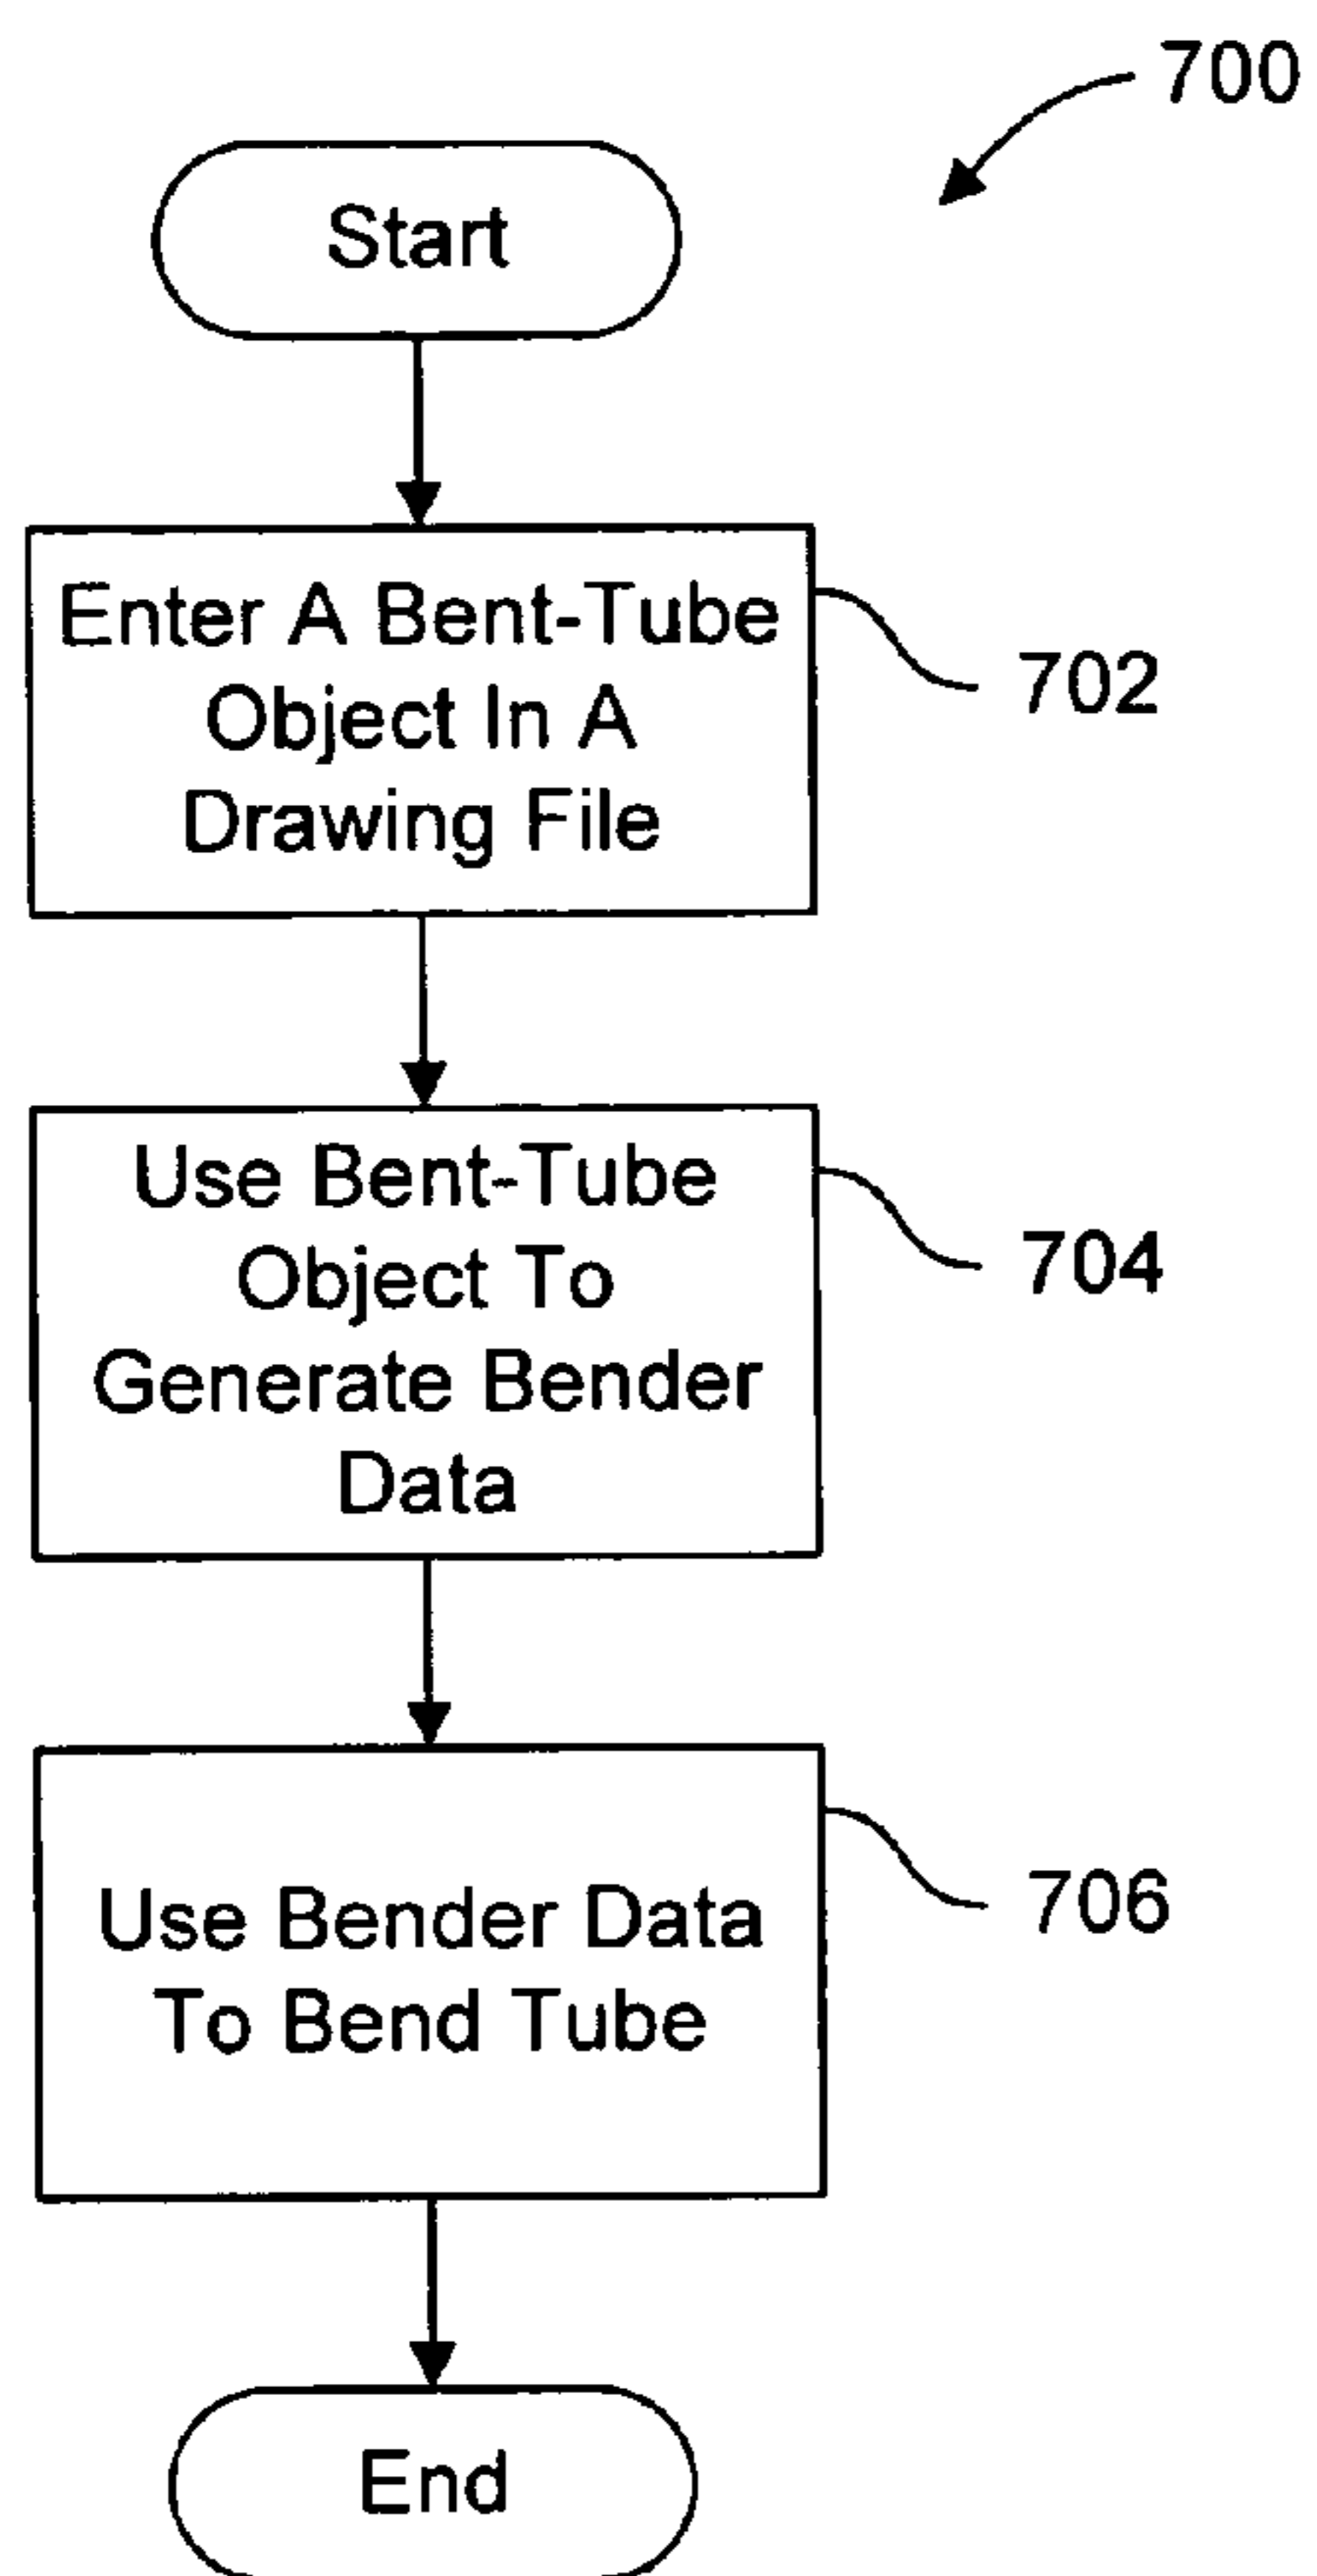 700
Start
Enter A Bent-Tube
Object In A
Drawing File
702
Use Bent-Tube
Object To
Generate Bender
Data
704
Use Bender Data
To Bend Tube
706
End